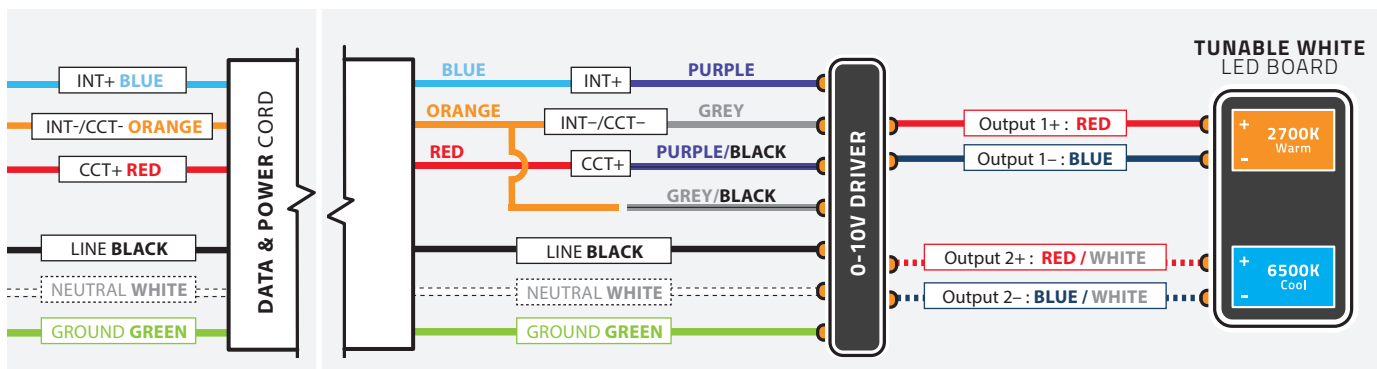 INT+ BLUE
INT-/CCT- ORANGE
CCT+ RED
LINE BLACK
NEUTRAL WHITE
GROUND GREEN
DATA & POWER CORD
BLUE
INT+
PURPLE
ORANGE
INT–/CCT–
GREY
RED
CCT+
PURPLE/BLACK
GREY/BLACK
LINE BLACK
NEUTRAL WHITE
GROUND GREEN
0-10V DRIVER
Output 1+ : RED
Output 1– : BLUE
Output 2+ : RED / WHITE
Output 2– : BLUE / WHITE
TUNABLE WHITE
LED BOARD
+
2700K
Warm
-
+
6500K
Cool
-